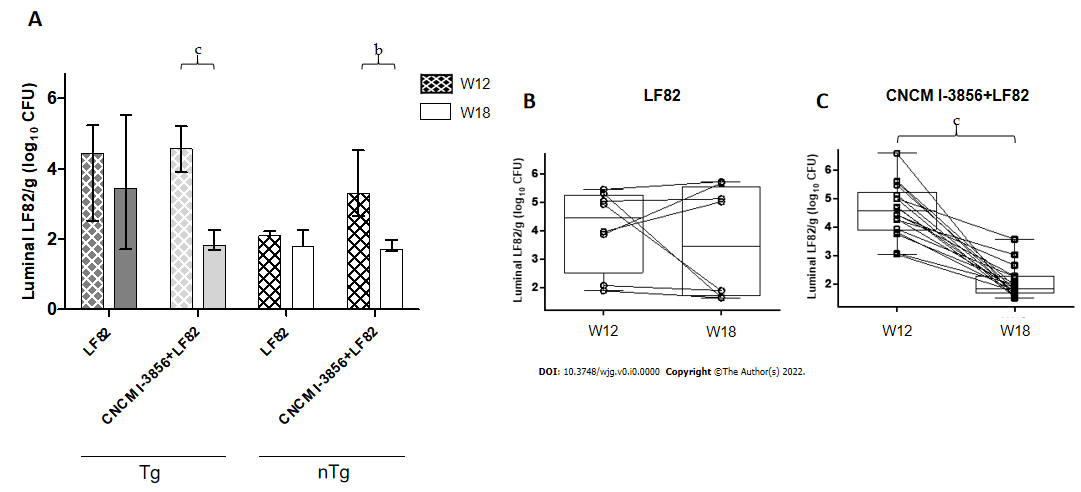 A
c
b
W12
W18
Luminal LF82/g (log10 CFU)
6
4
2
0
LF82
CNCM I-3856+LF82
LF82
CNCM I-3856+LF82
Tg
nTg
B
LF82
Luminal LF82/g (log10 CFU)
6
5
4
3
2
W12
W18
C
CNCM I-3856+LF82
c
Luminal LF82/g (log10 CFU)
6
5
4
3
2
W12
W18
DOI: 10.3748/wjg.v0.i0.0000 Copyright ©The Author(s) 2022.